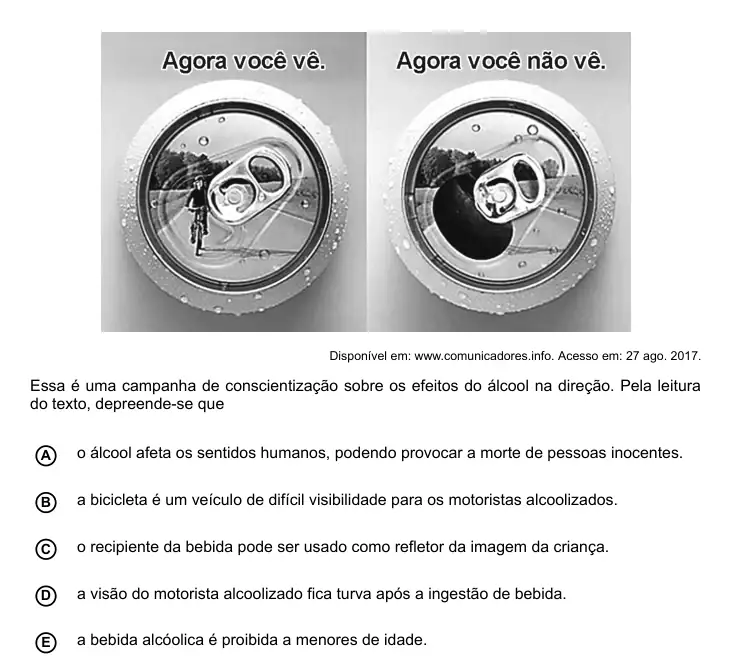 Agora você vê.
Agora você não vê.
Disponível em: www.comunicadores.info. Acesso em: 27 ago. 2017.
Essa é uma campanha de conscientização sobre os efeitos do álcool na direção. Pela leitura
do texto, depreende-se que
A o álcool afeta os sentidos humanos, podendo provocar a morte de pessoas inocentes.
B a bicicleta é um veículo de difícil visibilidade para os motoristas alcoolizados.
C o recipiente da bebida pode ser usado como refletor da imagem da criança.
D a visão do motorista alcoolizado fica turva após a ingestão de bebida.
E a bebida alcóolica é proibida a menores de idade.